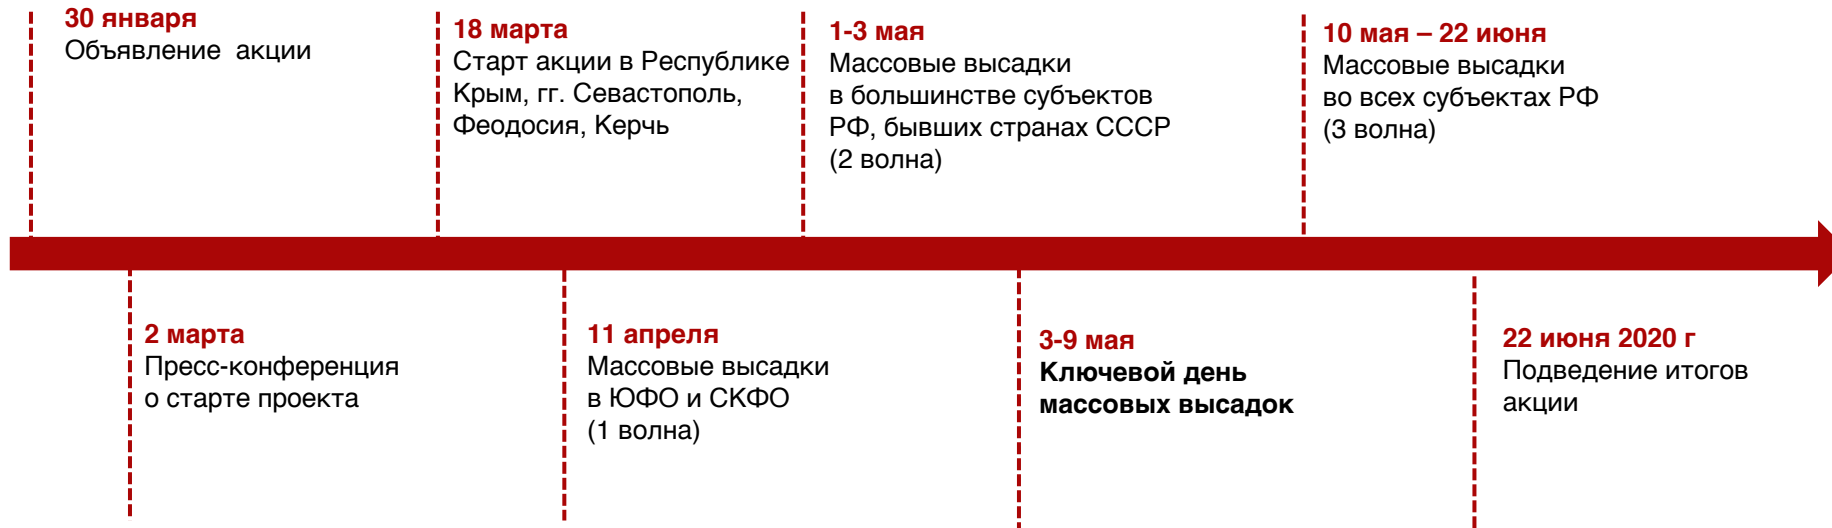 30 января
Объявление акции
18 марта
Старт акции в Республике
Крым, гг. Севастополь,
Феодосия, Керчь
1-3 мая
Массовые высадки
в большинстве субъектов
РФ, бывших странах СССР
(2 волна)
10 мая – 22 июня
Массовые высадки
во всех субъектах РФ
(3 волна)
2 марта
Пресс-конференция
о старте проекта
11 апреля
Массовые высадки
в ЮФО и СКФО
(1 волна)
3-9 мая
Ключевой день
массовых высадок
22 июня 2020 г
Подведение итогов
акции